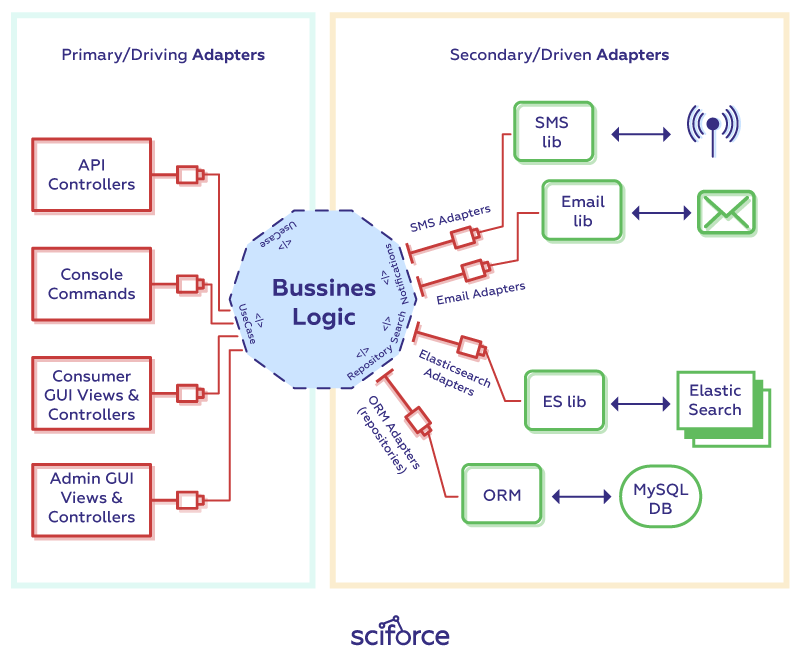 Primary/Driving Adapters
Secondary/Driven Adapters
API
Controllers
Console
Commands
Consumer
GUI Views &
Controllers
Admin GUI
Views &
Controllers
UseCase
</>
UseCase
</>
Bussines
Logic
Notifications
</>
Repository Search
</>
</>
SMS Adapters
Email Adapters
Elasticsearch
Adapters
ORM Adapters
(repositories)
SMS
lib
Email
lib
ES lib
Elastic
Search
ORM
MySQL
DB
sciforce